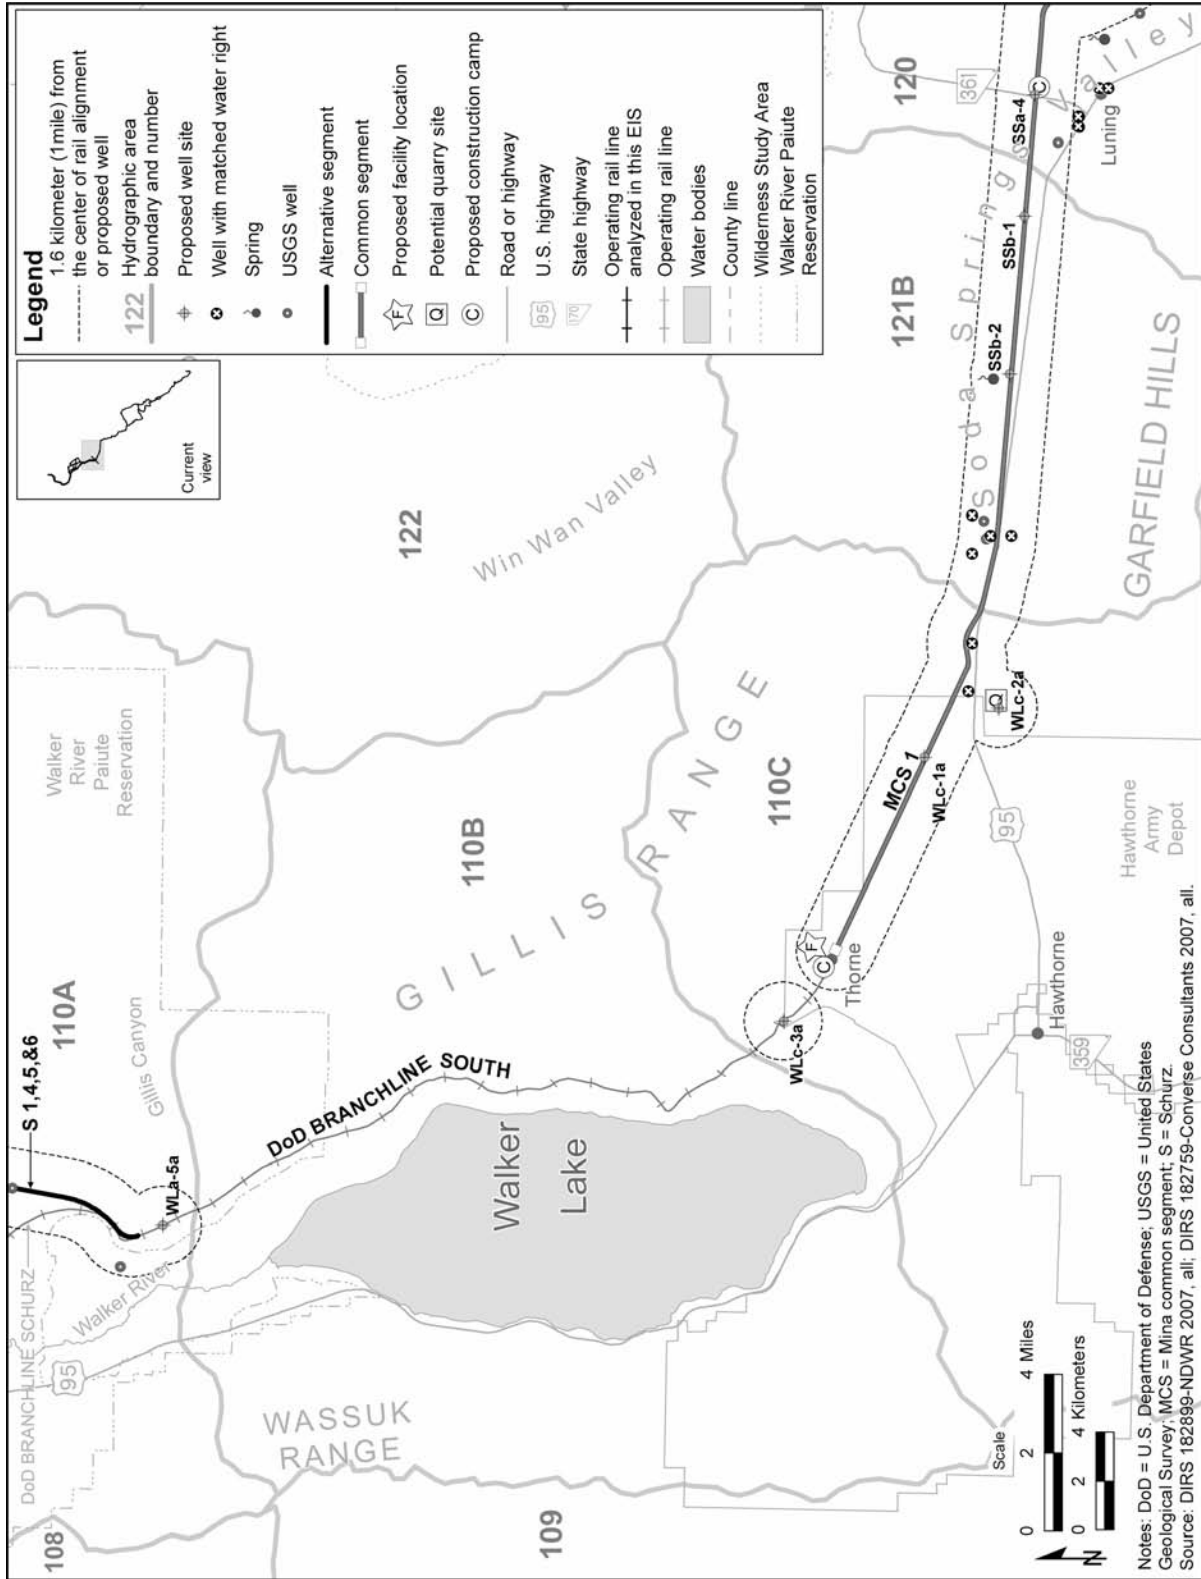 Legend
1.6 kilometer (1mile) from
the center of rail alignment
or proposed well
122
Hydrographic area
boundary and number
Proposed well site
Well with matched water right
Spring
USGS well
Alternative segment
Common segment
F
Proposed facility location
Q
Potential quarry site
C
Proposed construction camp
Road or highway
95
U.S. highway
170
State highway
Operating rail line
analyzed in this EIS
Operating rail line
Water bodies
County line
Wilderness Study Area
Walker River Paiute
Reservation
Current
view
DoD BRANCHLINE SCHURZ
S 1,4,5,&6
108
110A
95
Walker River
Gillis Canyon
WLa-5a
Walker
River
Paiute
Reservation
WASSUK
RANGE
109
DoD BRANCHLINE SOUTH
Walker
Lake
110B
GILLIS RANGE
122
Win Wan Valley
WLc-3a
F
C
Thorne
110C
MCS 1
WLc-1a
Q
WLc-2a
95
Hawthorne
359
Hawthorne
Army
Depot
Soda Springs Valley
121B
SSb-2
SSb-1
SSa-4
C
361
120
Luning
GARFIELD HILLS
Scale
0 2 4 Miles
0 2 4 Kilometers
N
Notes: DoD = U.S. Department of Defense; USGS = United States
Geological Survey; MCS = Mina common segment; S = Schurz.
Source: DIRS 182899-NDWR 2007, all; DIRS 182759-Converse Consultants 2007, all.